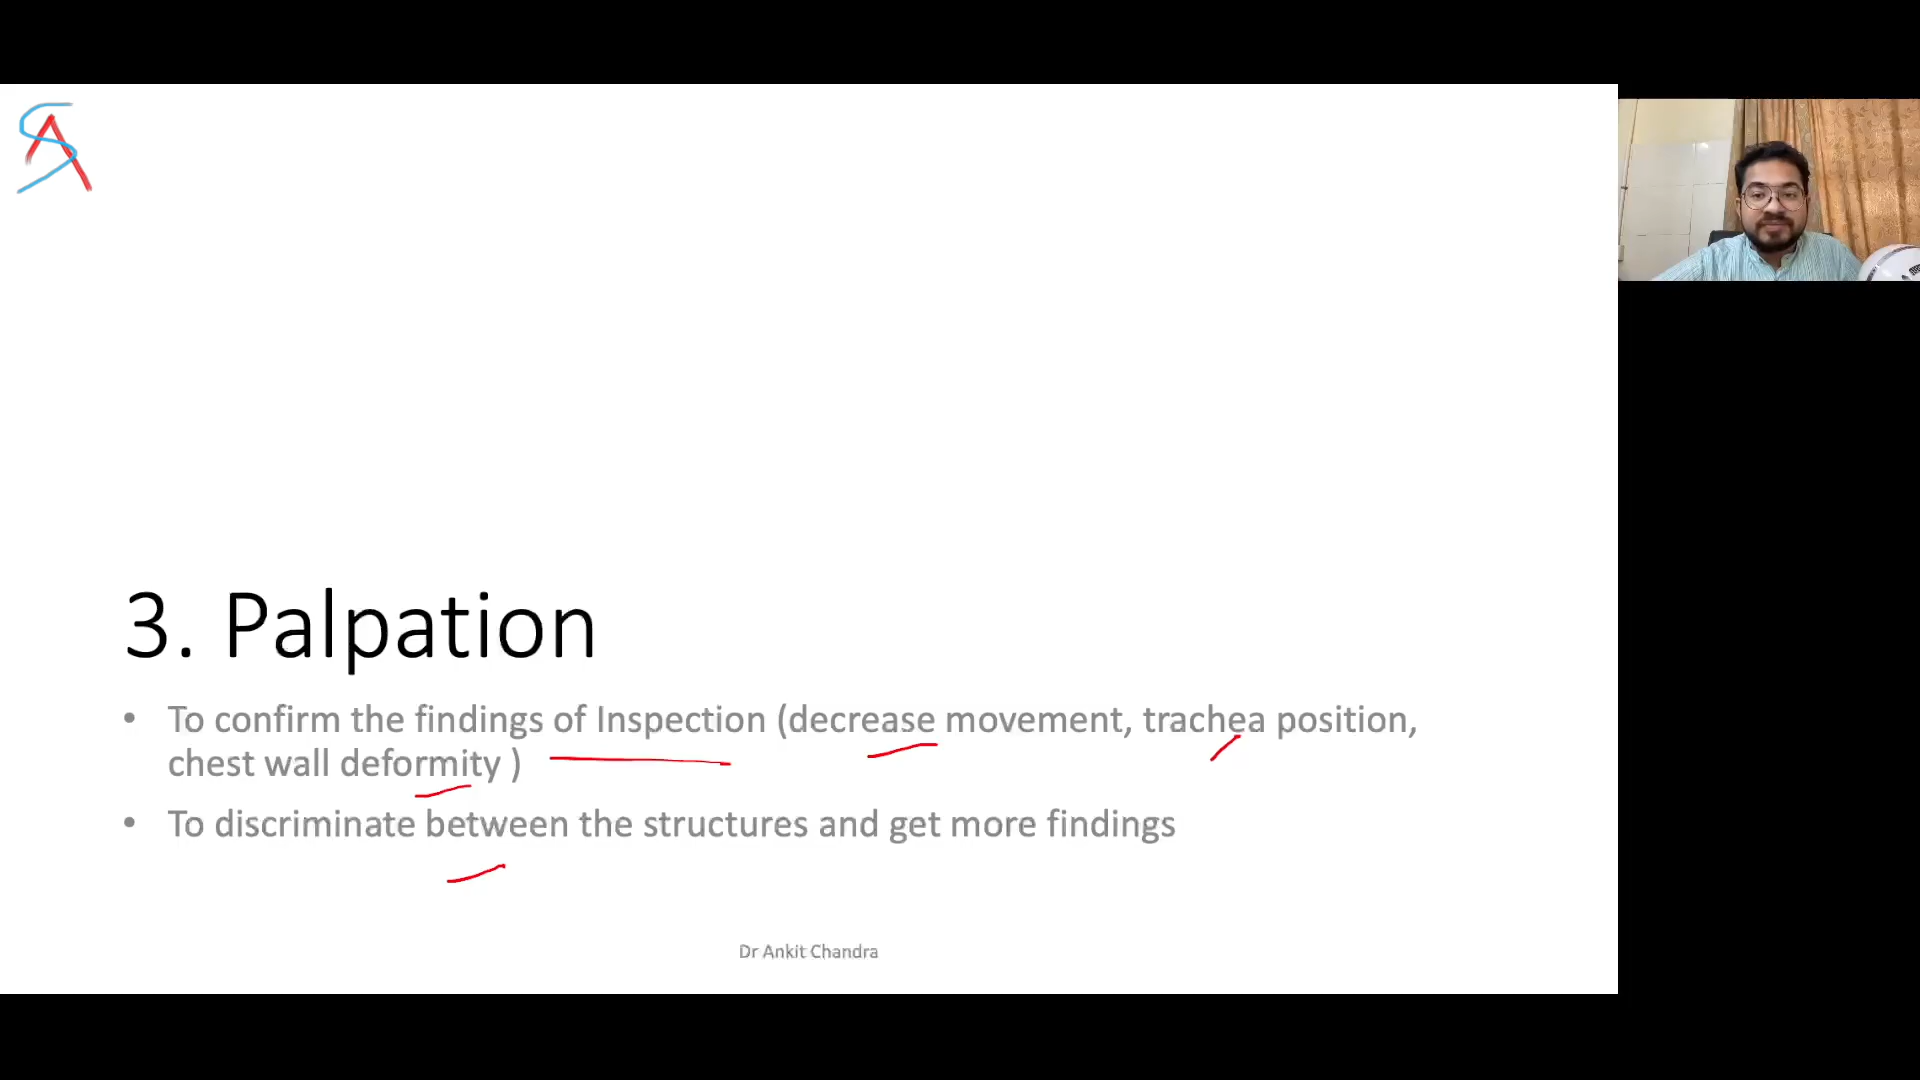 SA
3. Palpation
• To confirm the findings of Inspection (decrease movement, trachea position,
chest wall deformity )
• To discriminate between the structures and get more findings
Dr Ankit Chandra